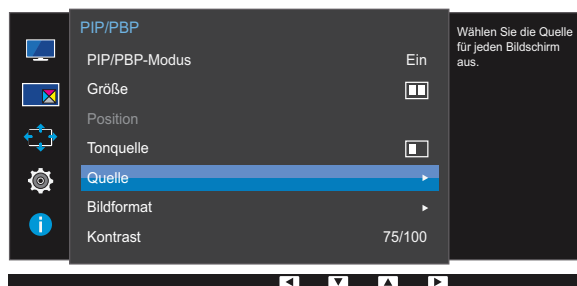 PIP/PBP
PIP/PBP-Modus Ein
Größe
Position
Tonquelle
Quelle
Bildformat
Kontrast 75/100
Wählen Sie die Quelle
für jeden Bildschirm
aus.